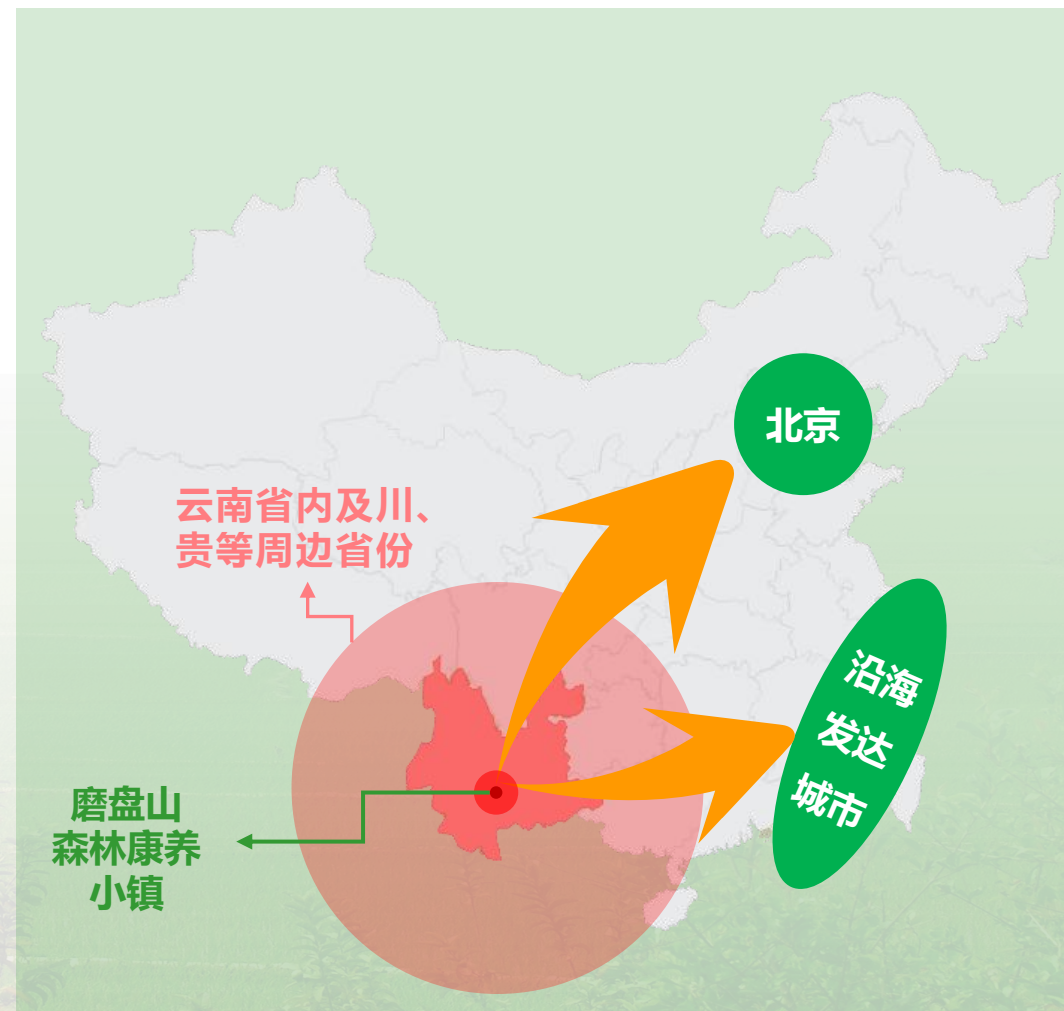 北京
云南省内及川、
贵等周边省份
沿海
发达
城市
磨盘山
森林康养
小镇